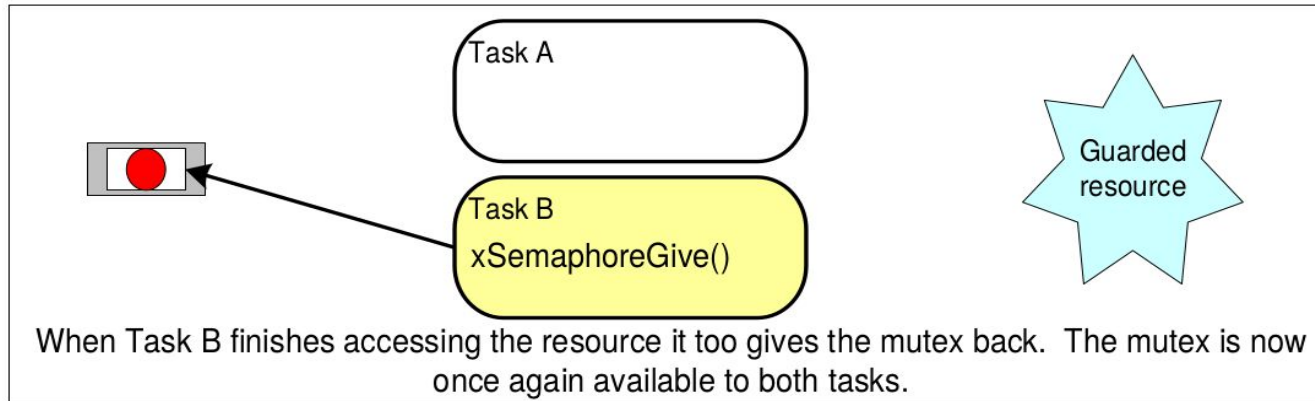 Task A
Guarded
resource
Task B
xSemaphoreGive()
When Task B finishes accessing the resource it too gives the mutex back.  The mutex is now
once again available to both tasks.